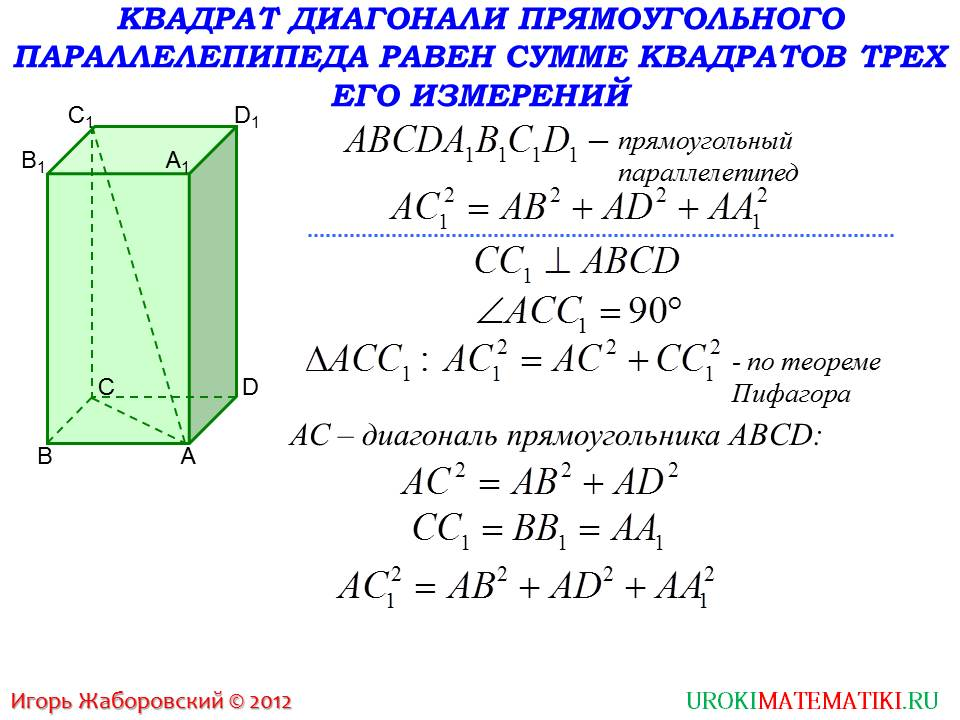 КВАДРАТ ДИАГОНАЛИ ПРЯМОУГОЛЬНОГО
ПАРАЛЛЕЛЕПИПЕДА РАВЕН СУММЕ КВАДРАТОВ ТРЕХ
ЕГО ИЗМЕРЕНИЙ
C₁
D₁
B₁
A₁
C
D
B
A
ABCDA₁B₁C₁D₁ – прямоугольный
параллелепипед
AC₁² = AB² + AD² + AA₁²
CC₁ ⊥ ABCD
∠ACC₁ = 90°
ΔACC₁ : AC₁² = AC² + CC₁² - по теореме
Пифагора
AC – диагональ прямоугольника ABCD:
AC² = AB² + AD²
CC₁ = BB₁ = AA₁
AC₁² = AB² + AD² + AA₁²
Игорь Жаборовский © 2012
UROKIMATEMATIKI.RU